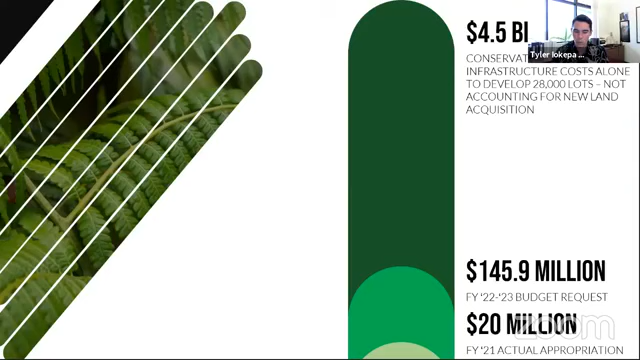 $4.5 BI
Tyler Iokepa ...
CONSERVAT
INFRASTRUCTURE COSTS ALONE
TO DEVELOP 28,000 LOTS – NOT
ACCOUNTING FOR NEW LAND
ACQUISITION
$145.9 MILLION
FY '22-'23 BUDGET REQUEST
$20 MILLION
zoom
FY '21 ACTUAL APPROPRIATION